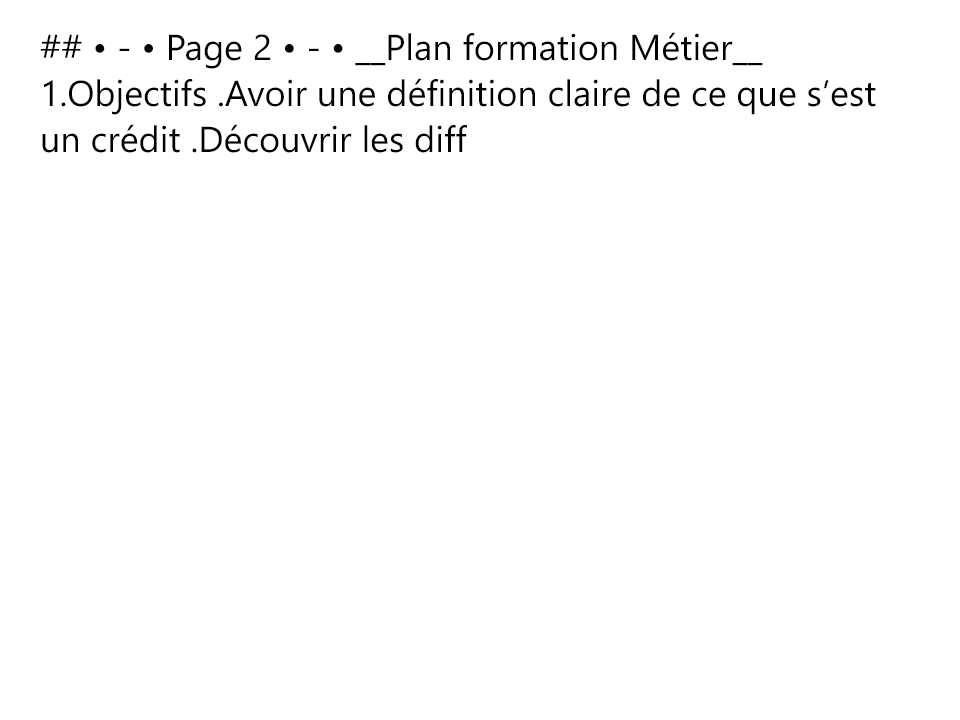 ## • - • Page 2 • - • __Plan formation Métier__
1.Objectifs .Avoir une définition claire de ce que s’est
un crédit .Découvrir les diff